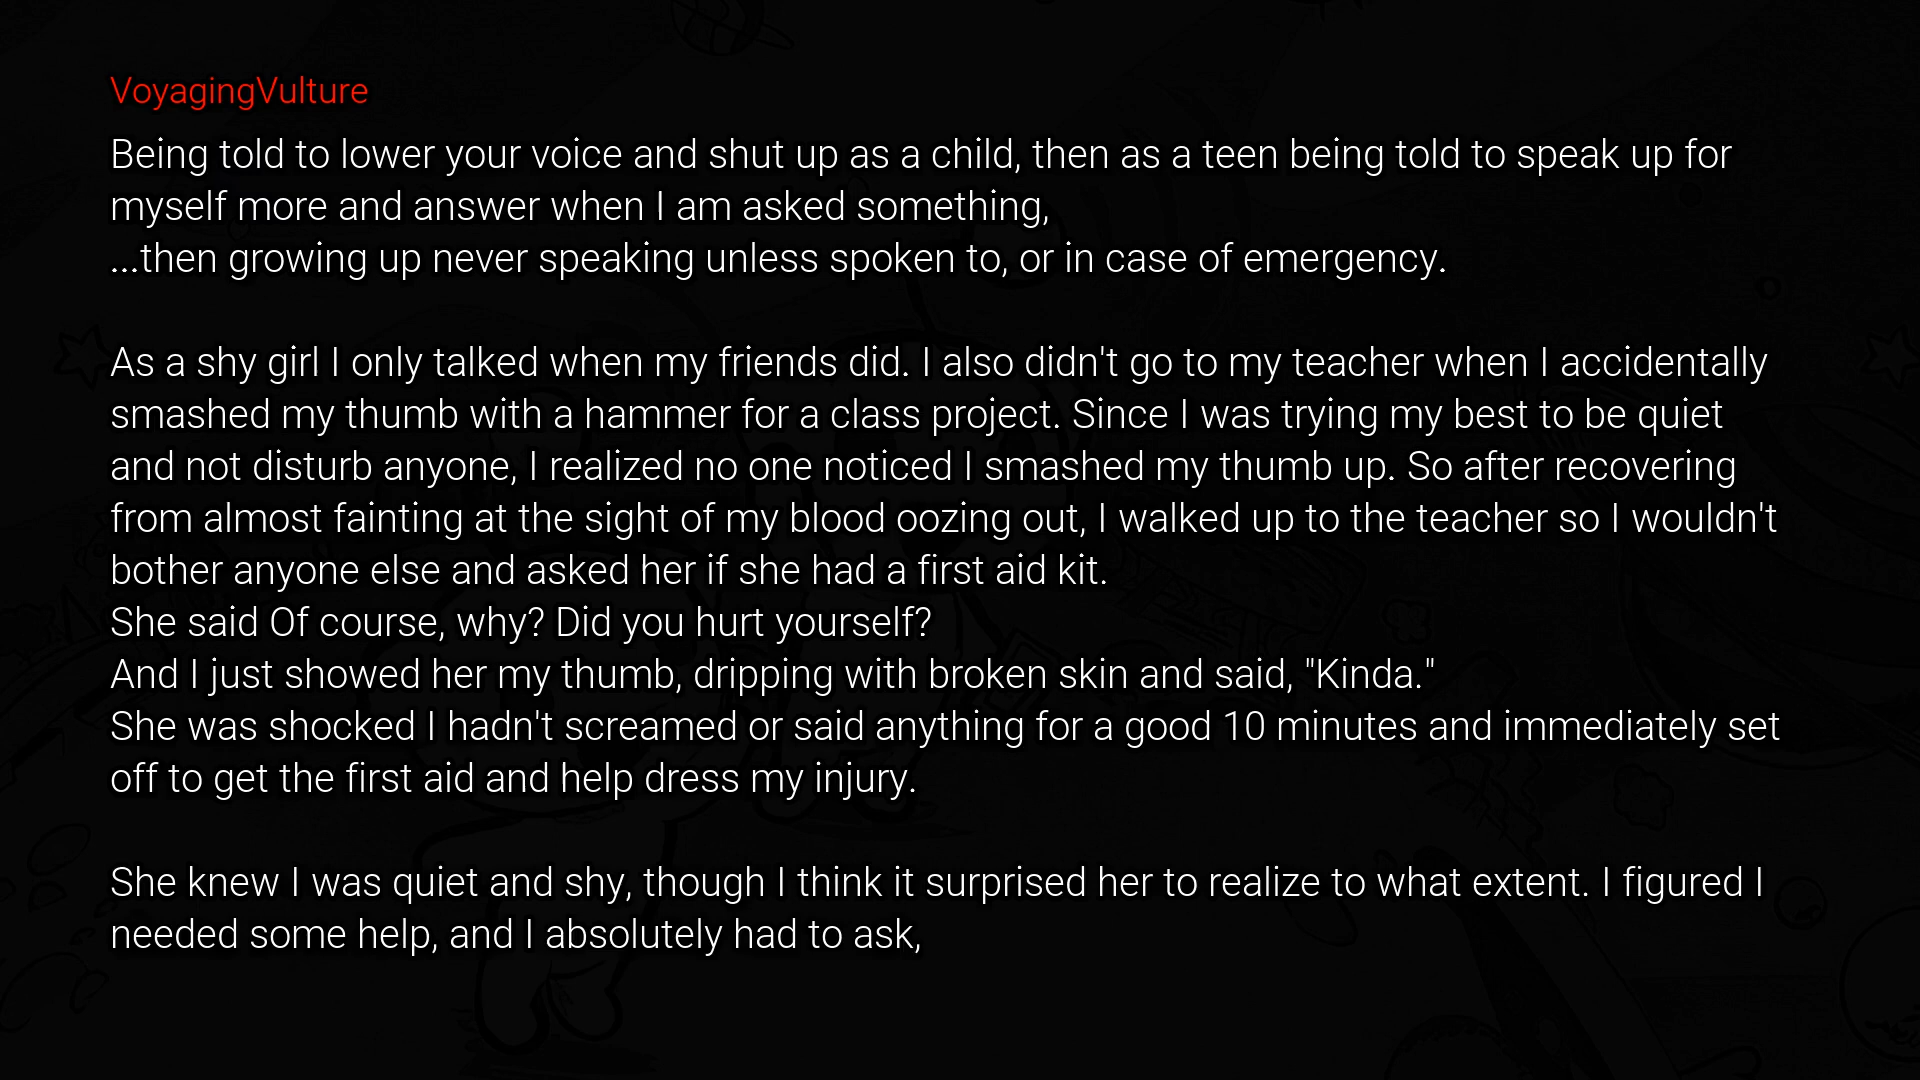 VoyagingVulture
Being told to lower your voice and shut up as a child, then as a teen being told to speak up for
myself more and answer when I am asked something,
...then growing up never speaking unless spoken to, or in case of emergency.
As a shy girl I only talked when my friends did. I also didn't go to my teacher when I accidentally
smashed my thumb with a hammer for a class project. Since I was trying my best to be quiet
and not disturb anyone, I realized no one noticed I smashed my thumb up. So after recovering
from almost fainting at the sight of my blood oozing out, I walked up to the teacher so I wouldn't
bother anyone else and asked her if she had a first aid kit.
She said Of course, why? Did you hurt yourself?
And I just showed her my thumb, dripping with broken skin and said, "Kinda."
She was shocked I hadn't screamed or said anything for a good 10 minutes and immediately set
off to get the first aid and help dress my injury.
She knew I was quiet and shy, though I think it surprised her to realize to what extent. I figured I
needed some help, and I absolutely had to ask,